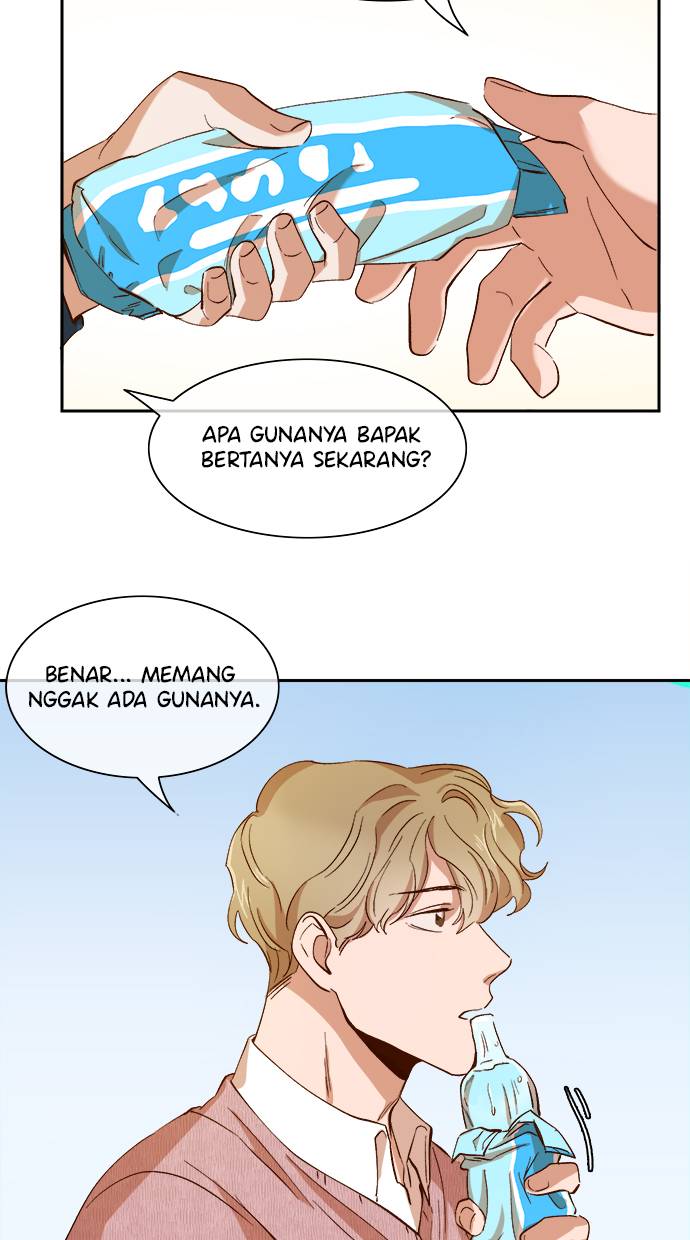 APA GUNANYA BAPAK
BERTANYA SEKARANG?
BENAR... MEMANG
NGGAK ADA GUNANYA.